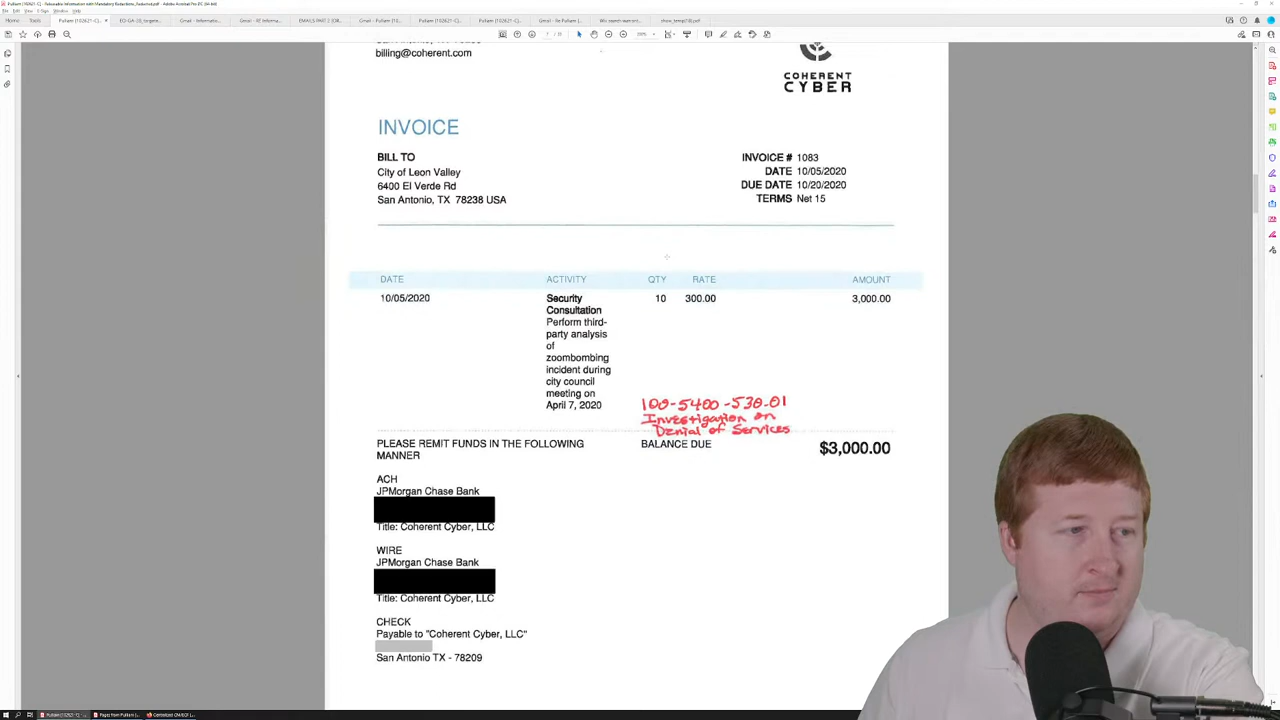 Home Tools
billing@coherent.com
COHERENT
CYBER
INVOICE
BILL TO
City of Leon Valley
6400 El Verde Rd
San Antonio, TX 78238 USA
INVOICE # 1083
DATE 10/05/2020
DUE DATE 10/20/2020
TERMS Net 15
DATE ACTIVITY QTY RATE AMOUNT
10/05/2020 Security 10 300.00 3,000.00
Consultation
Perform third-
party analysis
of
zoombombing
incident during
city council
meeting on
April 7, 2020
100-5400-530-01
Investigation on
Denial of Services
PLEASE REMIT FUNDS IN THE FOLLOWING
MANNER
BALANCE DUE $3,000.00
ACH
JPMorgan Chase Bank
Title: Coherent Cyber, LLC
WIRE
JPMorgan Chase Bank
Title: Coherent Cyber, LLC
CHECK
Payable to "Coherent Cyber, LLC"
San Antonio TX - 78209